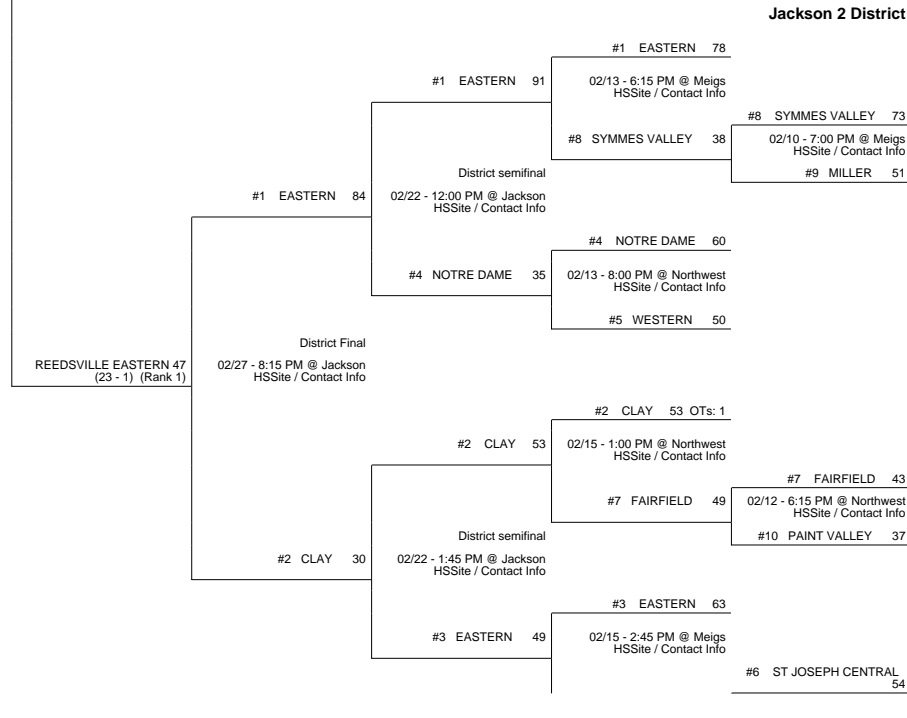 Jackson 2 District
#1 EASTERN 78
#1 EASTERN 91
02/13 - 6:15 PM @ Meigs
HSSite / Contact Info
#8 SYMMES VALLEY 73
#8 SYMMES VALLEY 38
02/10 - 7:00 PM @ Meigs
HSSite / Contact Info
District semifinal
#9 MILLER 51
#1 EASTERN 84
02/22 - 12:00 PM @ Jackson
HSSite / Contact Info
#4 NOTRE DAME 60
#4 NOTRE DAME 35
02/13 - 8:00 PM @ Northwest
HSSite / Contact Info
#5 WESTERN 50
District Final
REEDSVILLE EASTERN 47
(23 - 1) (Rank 1)
02/27 - 8:15 PM @ Jackson
HSSite / Contact Info
#2 CLAY 53 OTs: 1
#2 CLAY 53
02/15 - 1:00 PM @ Northwest
HSSite / Contact Info
#7 FAIRFIELD 43
#7 FAIRFIELD 49
02/12 - 6:15 PM @ Northwest
HSSite / Contact Info
District semifinal
#10 PAINT VALLEY 37
#2 CLAY 30
02/22 - 1:45 PM @ Jackson
HSSite / Contact Info
#3 EASTERN 63
#3 EASTERN 49
02/15 - 2:45 PM @ Meigs
HSSite / Contact Info
#6 ST JOSEPH CENTRAL
54